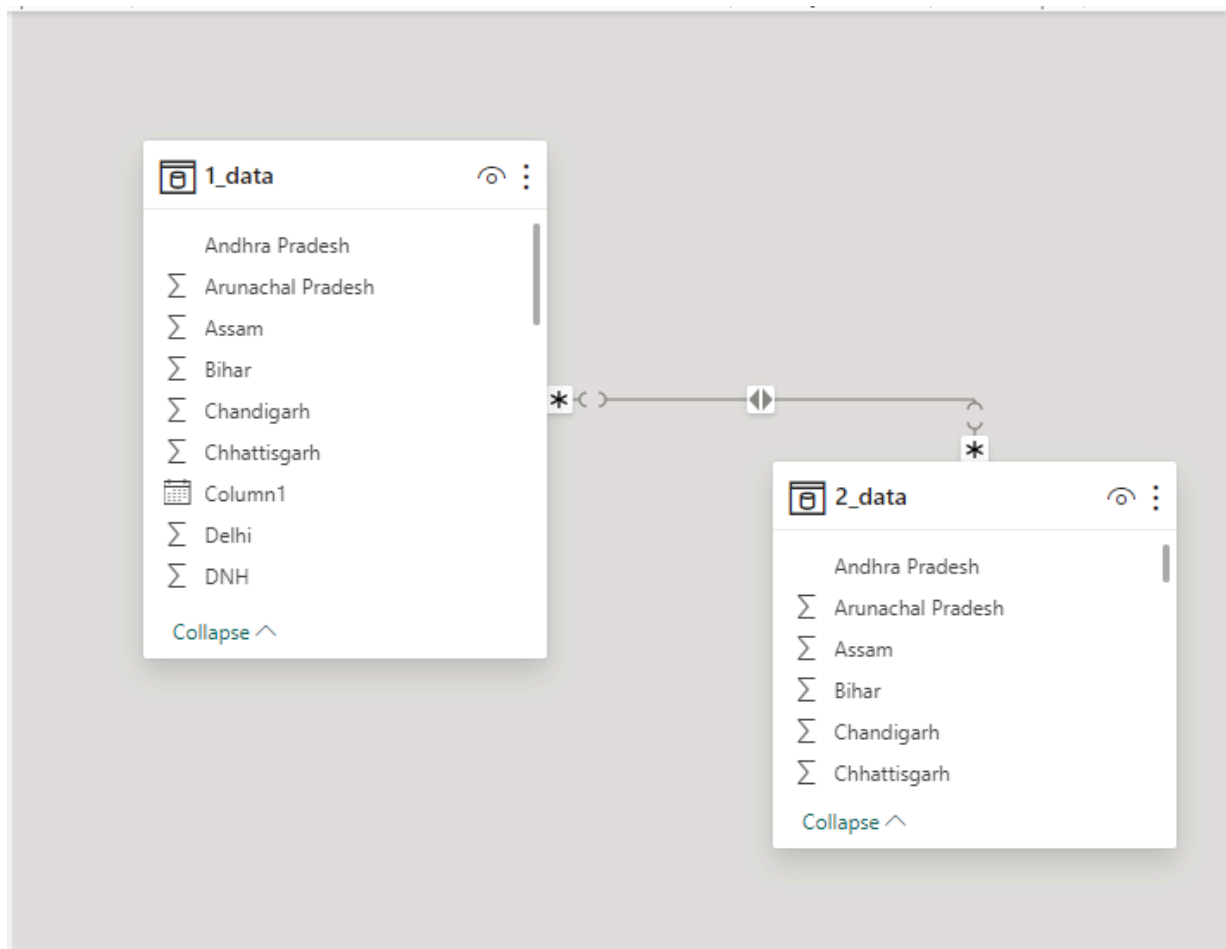 1_data
Andhra Pradesh
Σ Arunachal Pradesh
Σ Assam
Σ Bihar
Σ Chandigarh
Σ Chhattisgarh
Column1
Σ Delhi
Σ DNH
Collapse
*
*
2_data
Andhra Pradesh
Σ Arunachal Pradesh
Σ Assam
Σ Bihar
Σ Chandigarh
Σ Chhattisgarh
Collapse